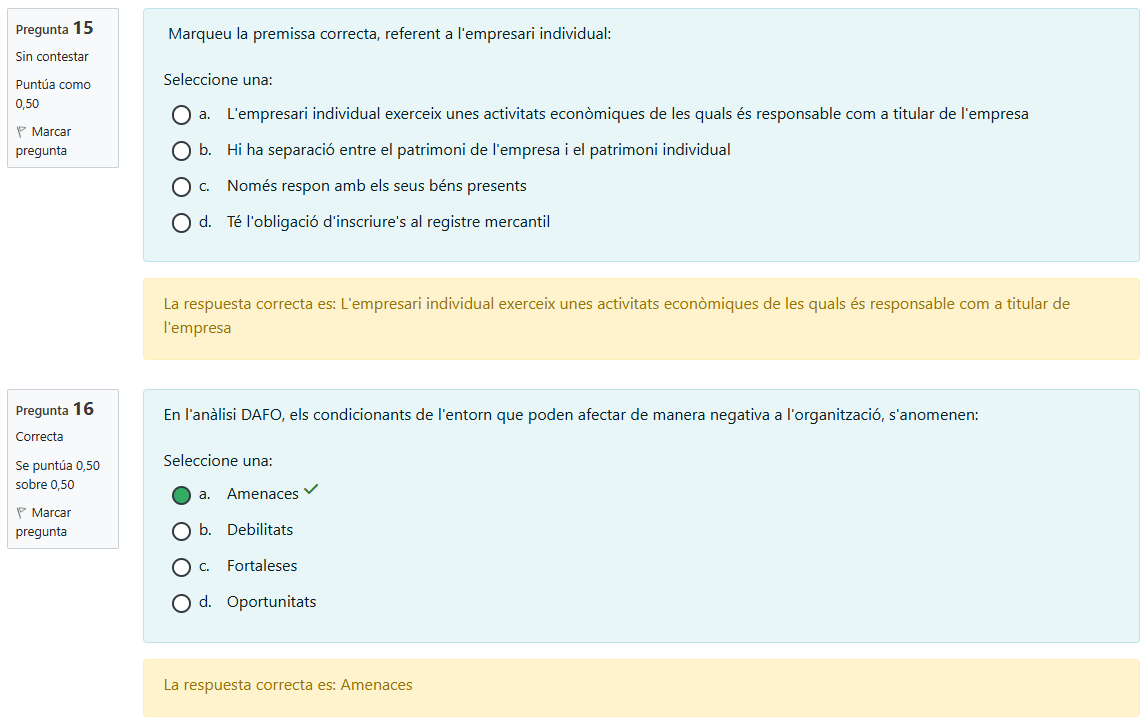 Pregunta 15
Sin contestar
Puntúa como
0,50
Marcar
pregunta
Marqueu la premissa correcta, referent a l'empresari individual:
Seleccione una:
a. L'empresari individual exerceix unes activitats econòmiques de les quals és responsable com a titular de l'empresa
b. Hi ha separació entre el patrimoni de l'empresa i el patrimoni individual
c. Només respon amb els seus béns presents
d. Té l'obligació d'inscriure's al registre mercantil
La respuesta correcta es: L'empresari individual exerceix unes activitats econòmiques de les quals és responsable com a titular de
l'empresa
Pregunta 16
Correcta
Se puntúa 0,50
sobre 0,50
Marcar
pregunta
En l'anàlisi DAFO, els condicionants de l'entorn que poden afectar de manera negativa a l'organització, s'anomenen:
Seleccione una:
a. Amenaces
b. Debilitats
c. Fortaleses
d. Oportunitats
La respuesta correcta es: Amenaces